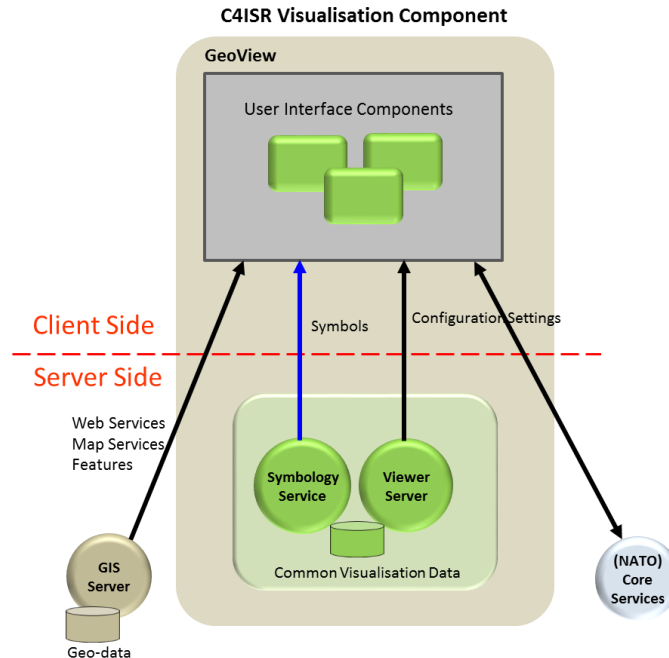 C4ISR Visualisation Component
GeoView
User Interface Components
Client Side
Symbols
Configuration Settings
Server Side
Web Services
Map Services
Features
Symbology
Service
Viewer
Server
Common Visualisation Data
GIS
Server
Geo-data
(NATO)
Core
Services